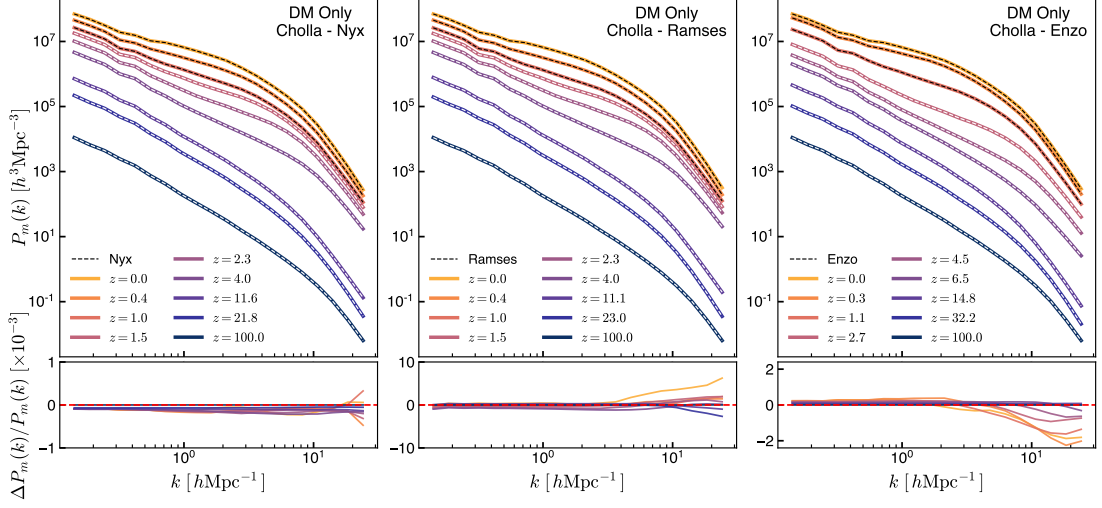 DM Only
Cholla - Nyx
DM Only
Cholla - Ramses
DM Only
Cholla - Enzo
10^7
10^5
10^3
10^1
10^-1
P_m(k) [h^3Mpc^-3]
Nyx
z = 0.0
z = 0.4
z = 1.0
z = 1.5
z = 2.3
z = 4.0
z = 11.6
z = 21.8
z = 100.0
Ramses
z = 0.0
z = 0.4
z = 1.0
z = 1.5
z = 2.3
z = 4.0
z = 11.1
z = 23.0
z = 100.0
Enzo
z = 0.0
z = 0.3
z = 1.1
z = 2.7
z = 4.5
z = 6.5
z = 14.8
z = 32.2
z = 100.0
ΔP_m(k)/P_m(k) [×10^-3]
1
0
−1
10
0
−10
2
0
−2
10^0
10^1
10^0
10^1
10^0
10^1
k [hMpc^-1]
k [hMpc^-1]
k [hMpc^-1]